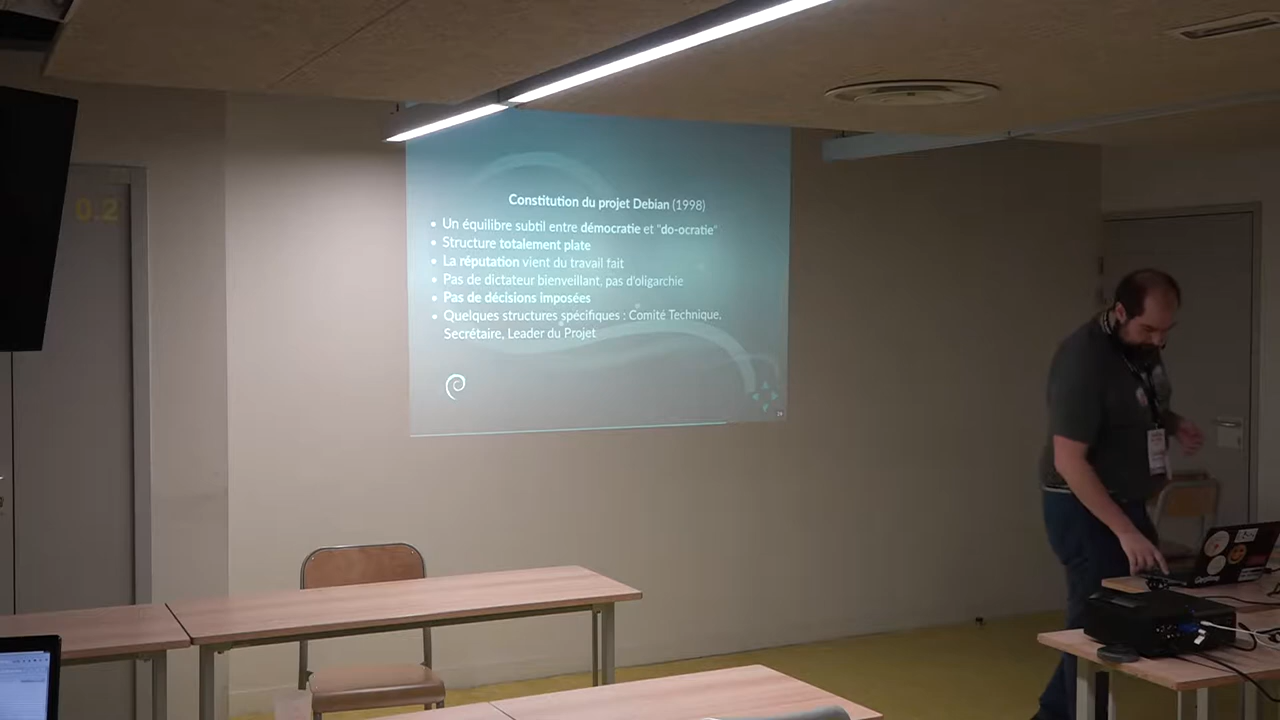 0.2
Constitution du projet Debian (1998)
• Un équilibre subtil entre démocratie et "do-ocratie"
• Structure totalement plate
• La réputation vient du travail fait
• Pas de dictateur bienveillant, pas d'oligarchie
• Pas de décisions imposées
• Quelques structures spécifiques : Comité Technique,
Secrétaire, Leader du Projet